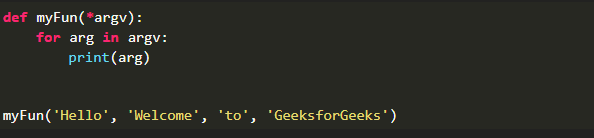 def myFun(*argv):
    for arg in argv:
        print(arg)
myFun('Hello', 'Welcome', 'to', 'GeeksforGeeks')